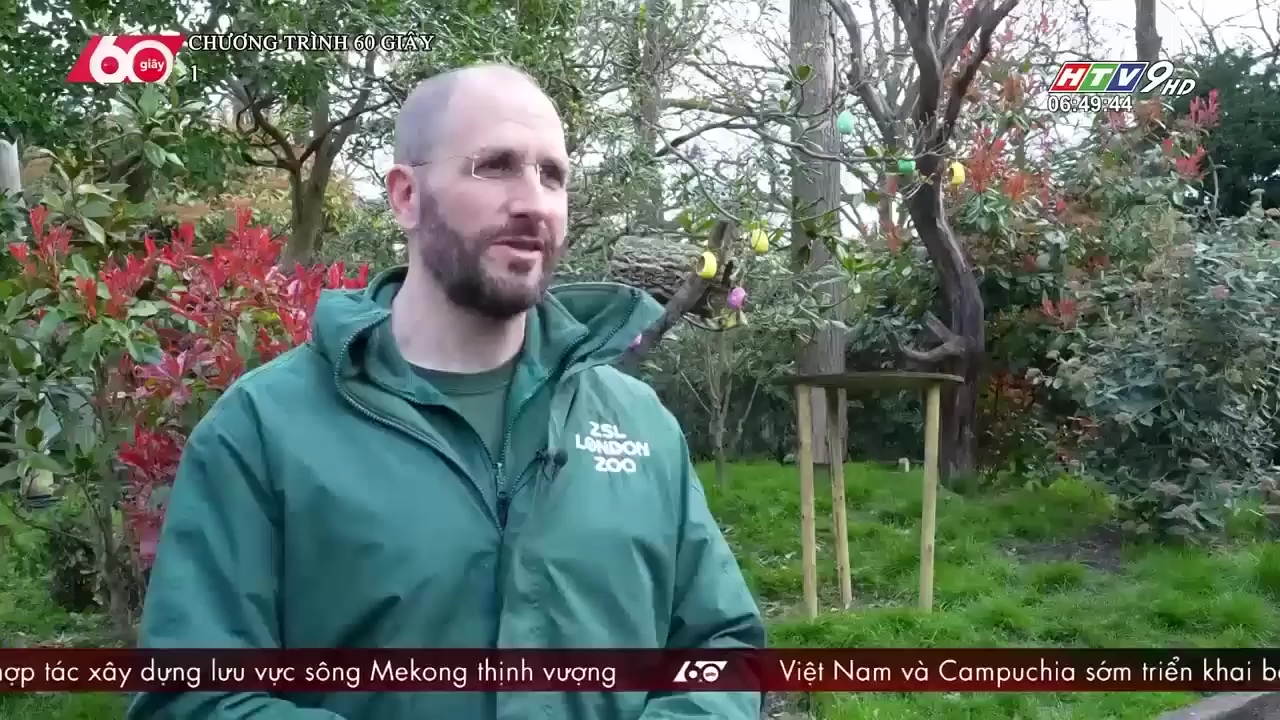 60 giây
CHƯƠNG TRÌNH 60 GIÂY
1
HTV9 HD
06:49:44
ZSL
LONDON
ZOO
hợp tác xây dựng lưu vực sông Mekong thịnh vượng 60 giây Việt Nam và Campuchia sớm triển khai